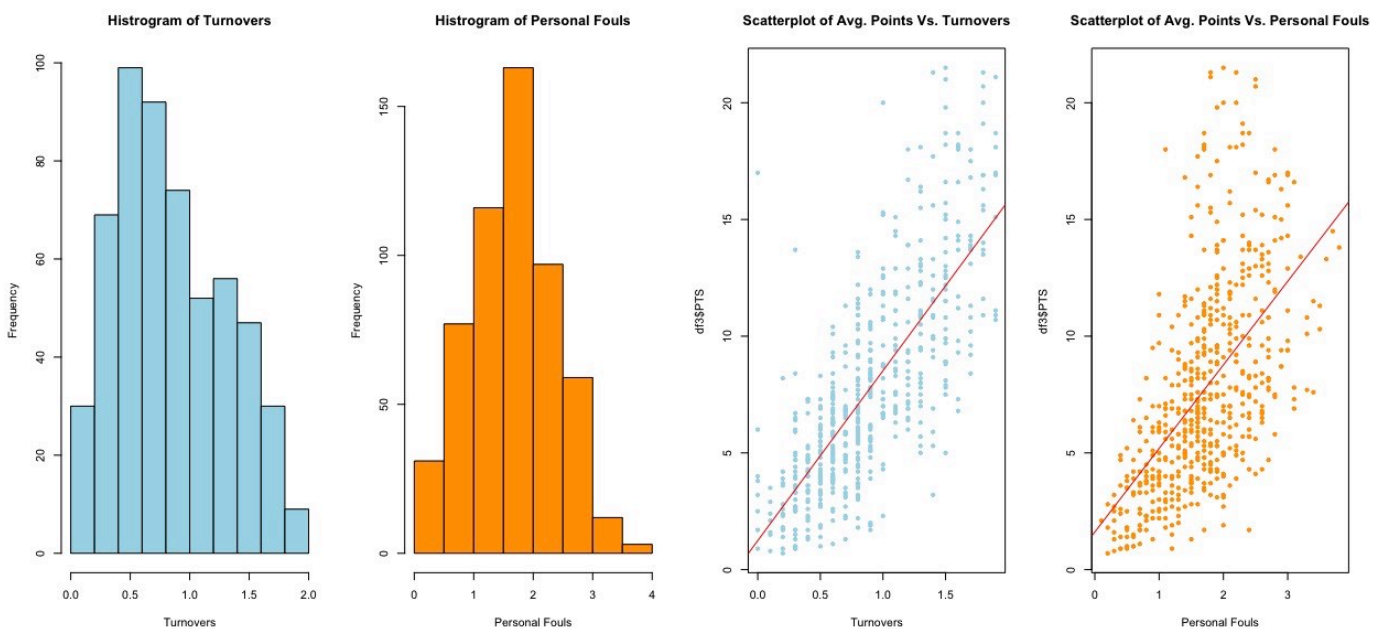 Histrogram of Turnovers
Frequency
0
20
40
60
80
100
0.0 0.5 1.0 1.5 2.0
Turnovers
Histrogram of Personal Fouls
Frequency
0
50
100
150
0 1 2 3 4
Personal Fouls
Scatterplot of Avg. Points Vs. Turnovers
df3$PTS
0
5
10
15
20
0.0 0.5 1.0 1.5
Turnovers
Scatterplot of Avg. Points Vs. Personal Fouls
df3$PTS
0
5
10
15
20
0 1 2 3
Personal Fouls